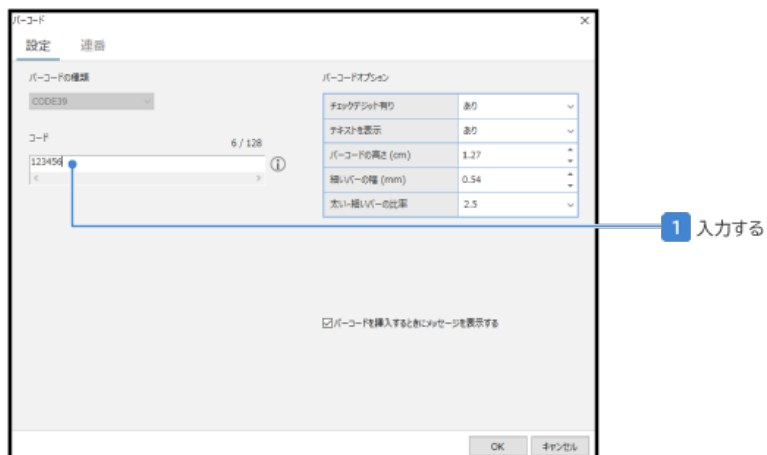 バーコード
設定 連番
バーコードの種類
CODE39
コード 6 / 128
123456
バーコードオプション
チェックデジット有り あり
テキストを表示 あり
バーコードの高さ (cm) 1.27
細いバーの幅 (mm) 0.54
太い-細いバーの比率 2.5
1 入力する
バーコードを挿入するときにメッセージを表示する
OK キャンセル